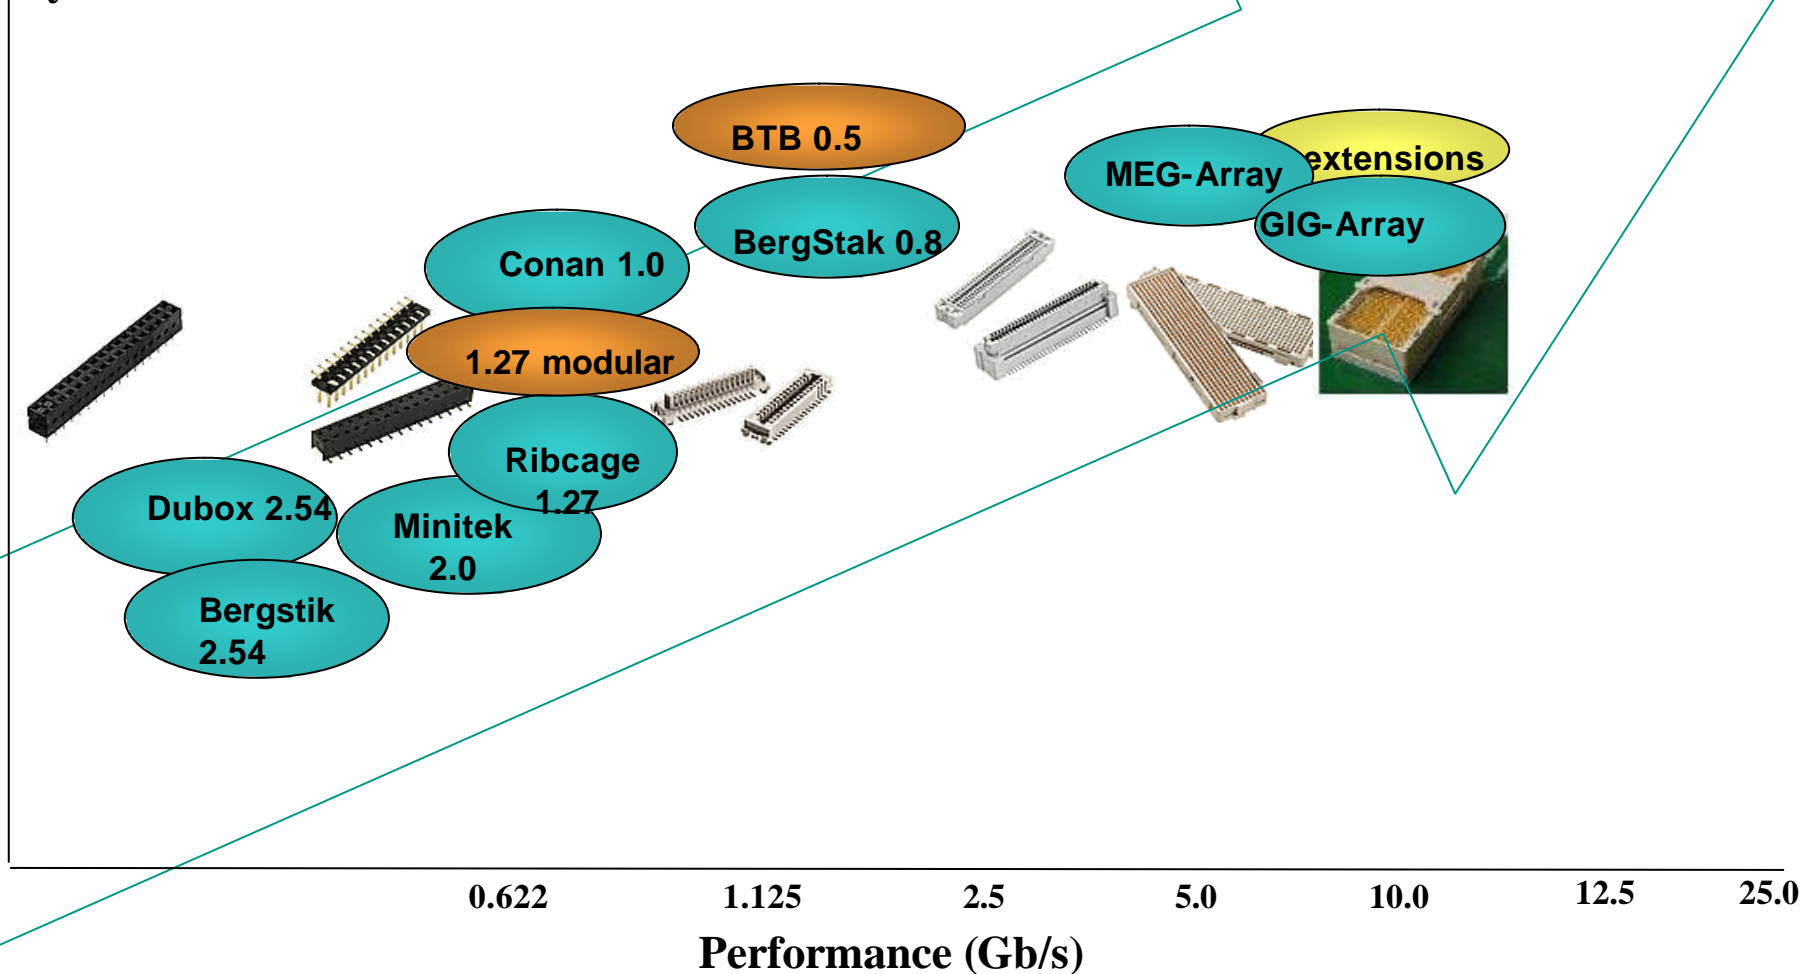 BTB 0.5
extensions
MEG-Array
GIG-Array
BergStak 0.8
Conan 1.0
1.27 modular
Ribcage
1.27
Dubox 2.54
Minitek
2.0
Bergstik
2.54
0.622
1.125
2.5
5.0
10.0
12.5
25.0
Performance (Gb/s)